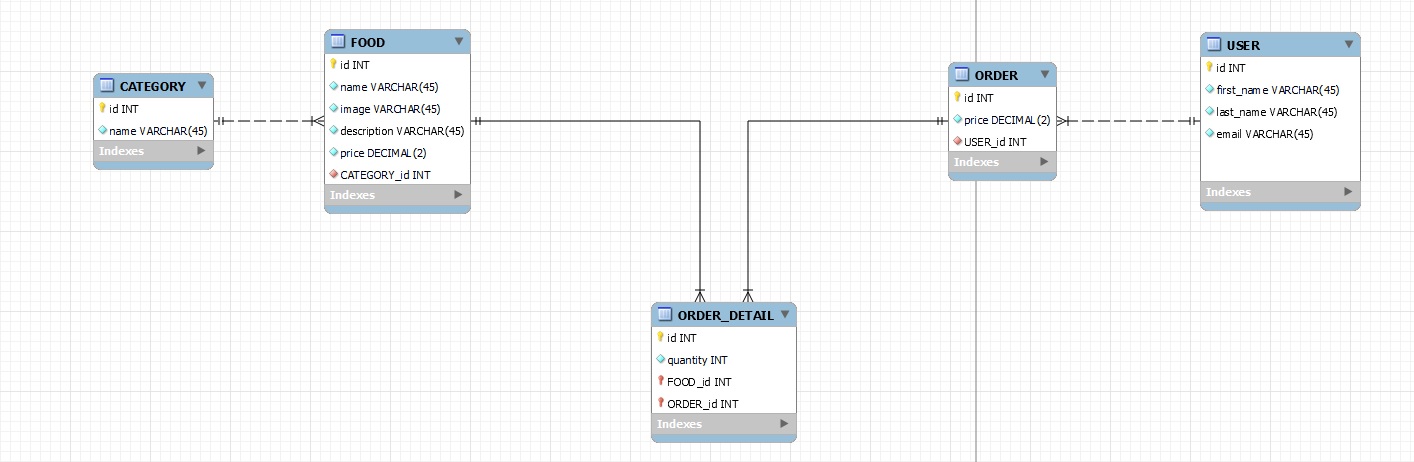 CATEGORY
id INT
name VARCHAR(45)
Indexes
FOOD
id INT
name VARCHAR(45)
image VARCHAR(45)
description VARCHAR(45)
price DECIMAL(2)
CATEGORY_id INT
Indexes
ORDER
id INT
price DECIMAL(2)
USER_id INT
Indexes
USER
id INT
first_name VARCHAR(45)
last_name VARCHAR(45)
email VARCHAR(45)
Indexes
ORDER_DETAIL
id INT
quantity INT
FOOD_id INT
ORDER_id INT
Indexes